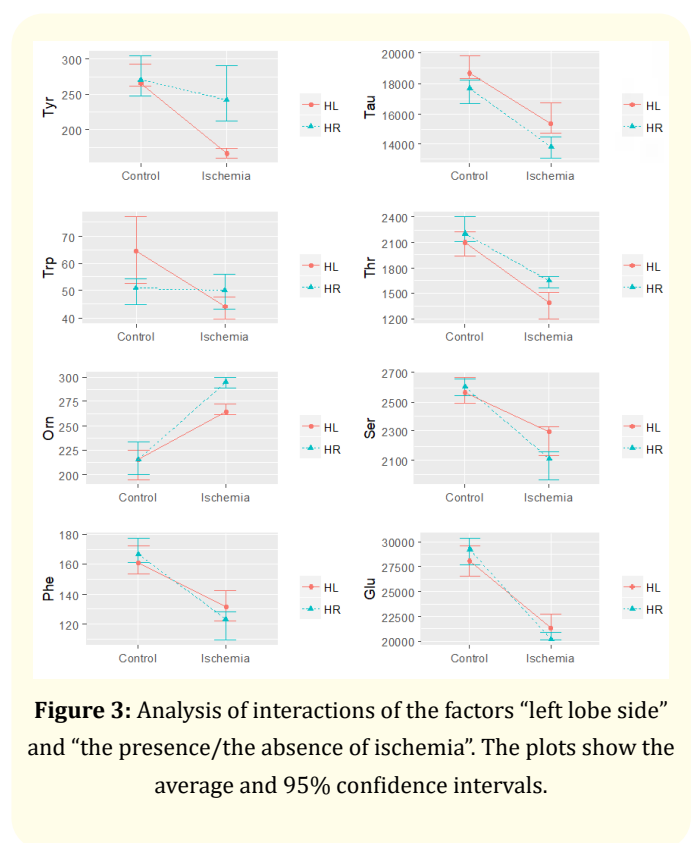 Tyr
300
250
200
Control
Ischemia
HL
HR
Tau
20000
18000
16000
14000
Control
Ischemia
HL
HR
Trp
70
60
50
40
Control
Ischemia
HL
HR
Thr
2400
2100
1800
1500
1200
Control
Ischemia
HL
HR
Orn
300
275
250
225
200
Control
Ischemia
HL
HR
Ser
2700
2500
2300
2100
Control
Ischemia
HL
HR
Phe
180
160
140
120
Control
Ischemia
HL
HR
Glu
30000
27500
25000
22500
20000
Control
Ischemia
HL
HR
Figure 3: Analysis of interactions of the factors “left lobe side”
and “the presence/the absence of ischemia”. The plots show the
average and 95% confidence intervals.